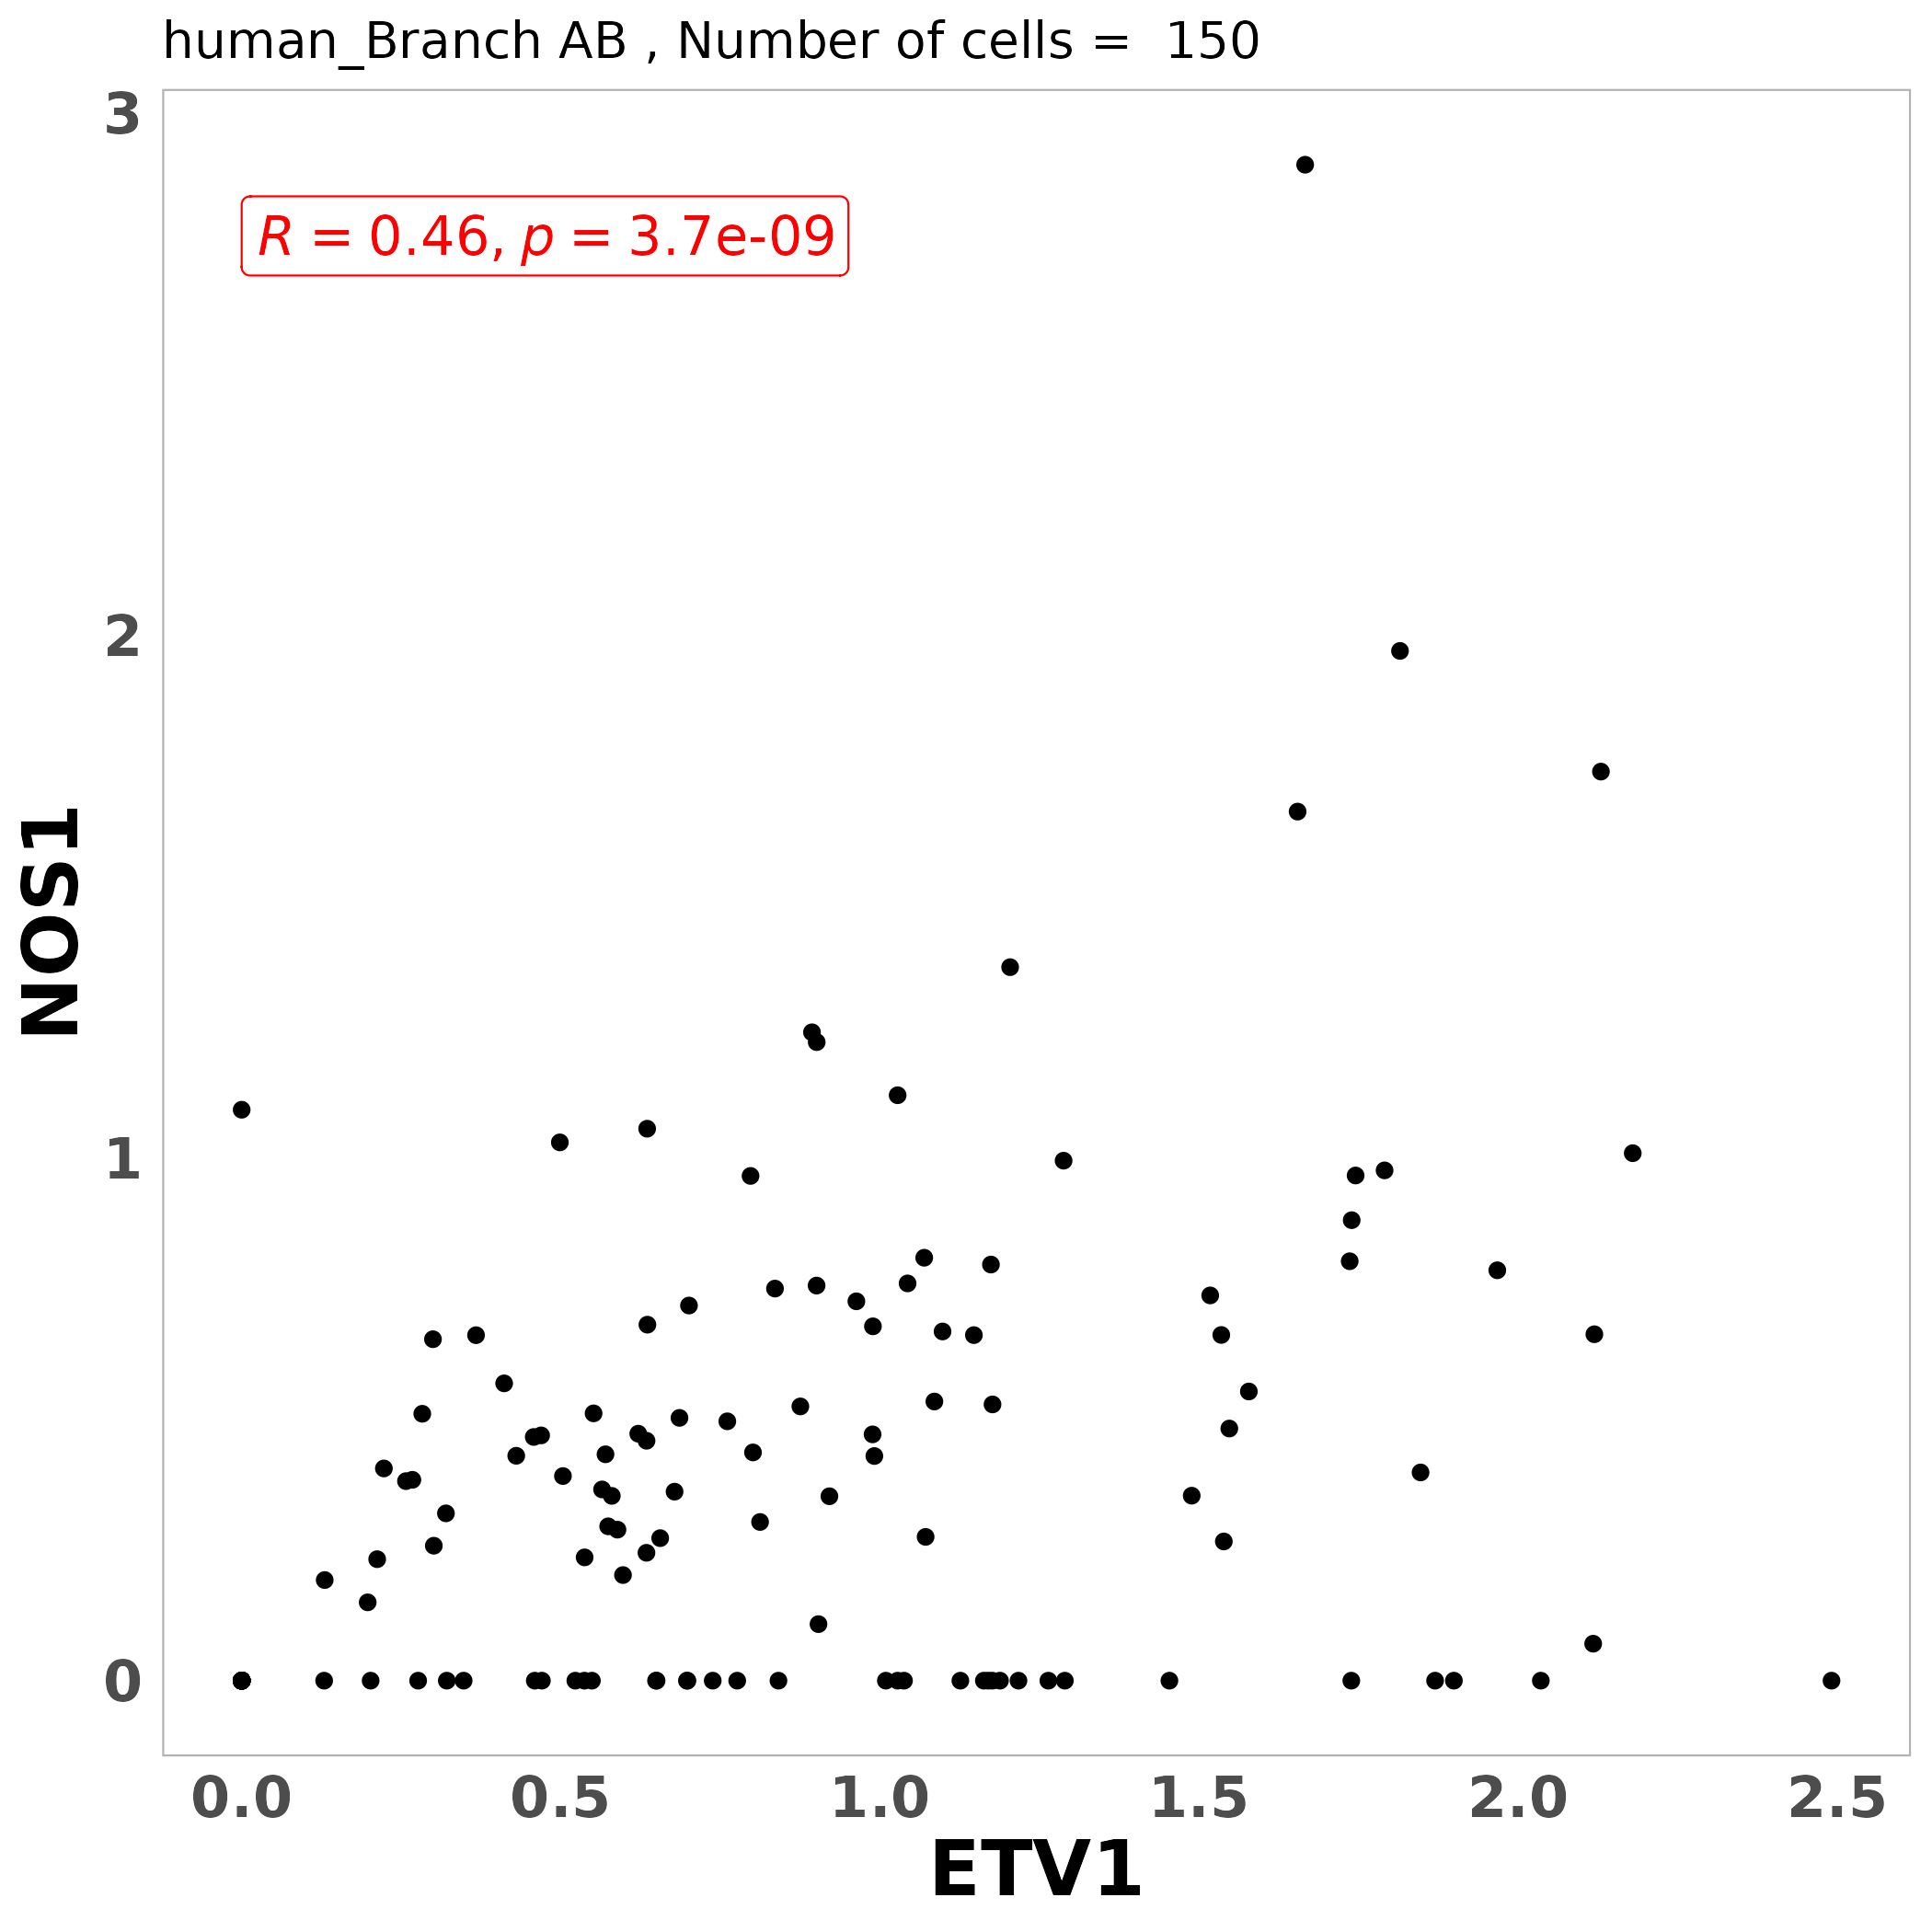 human_Branch AB , Number of cells =  150
3
R = 0.46, p = 3.7e-09
2
NOS1
1
0
0.0 0.5 1.0 1.5 2.0 2.5
ETV1